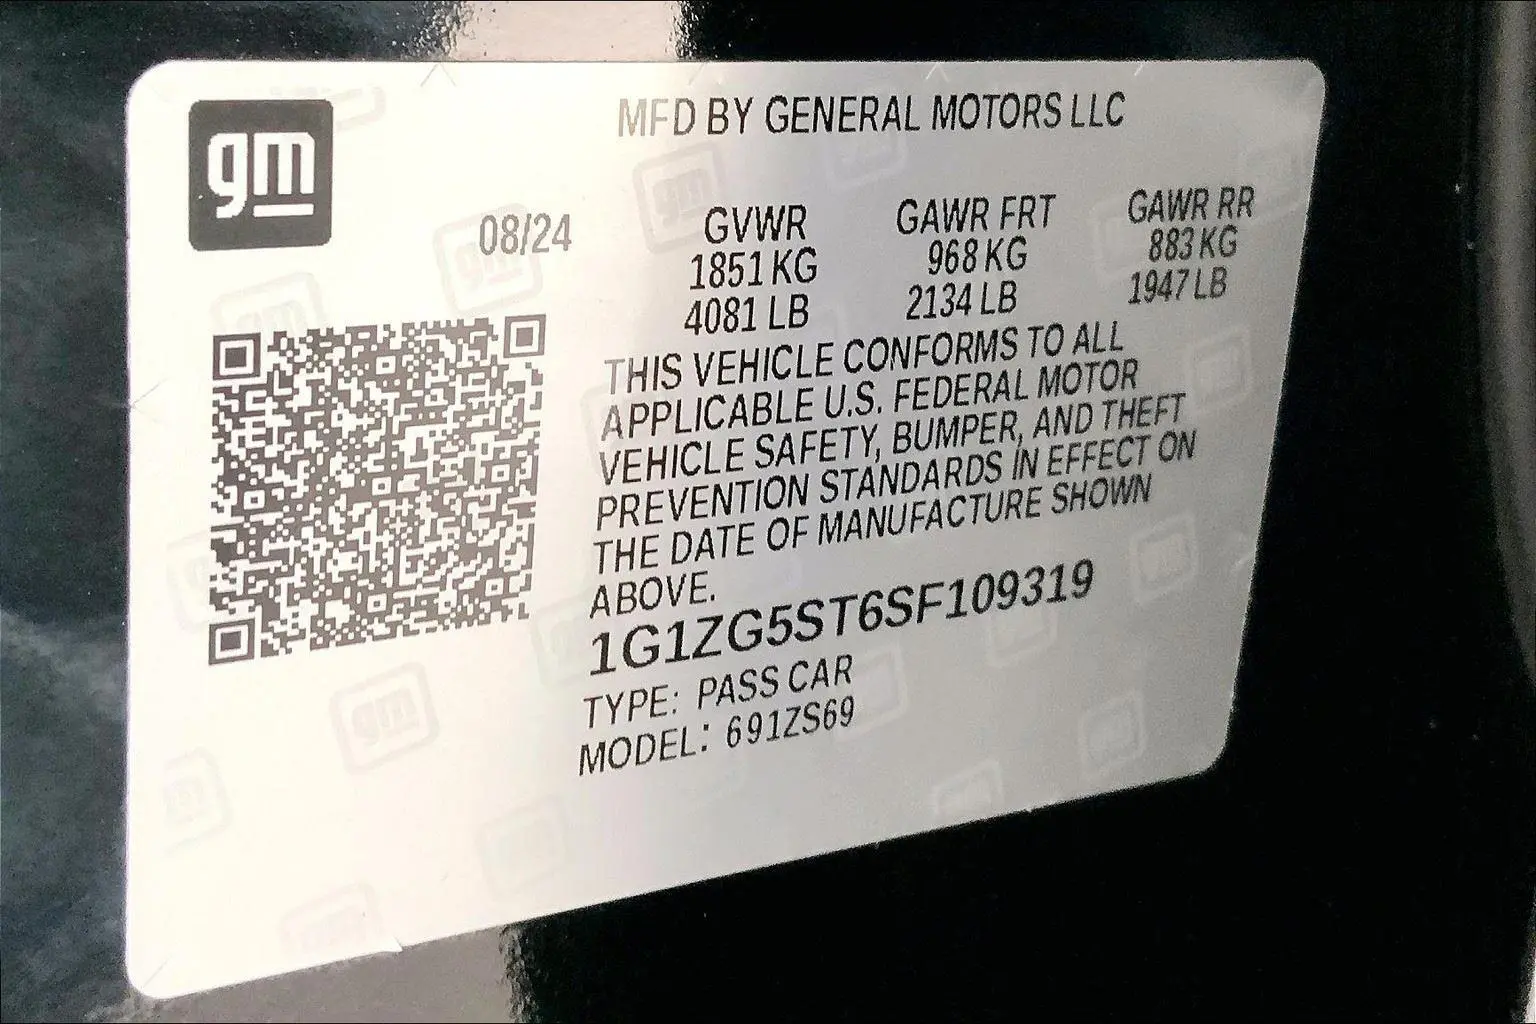 gm
MFD BY GENERAL MOTORS LLC
08/24
GVWR
1851 KG
4081 LB
GAWR FRT
968 KG
2134 LB
GAWR RR
883 KG
1947 LB
THIS VEHICLE CONFORMS TO ALL
APPLICABLE U.S. FEDERAL MOTOR
VEHICLE SAFETY, BUMPER, AND THEFT
PREVENTION STANDARDS IN EFFECT ON
THE DATE OF MANUFACTURE SHOWN
ABOVE.
1G1ZG5ST6SF109319
TYPE: PASS CAR
MODEL: 691ZS69